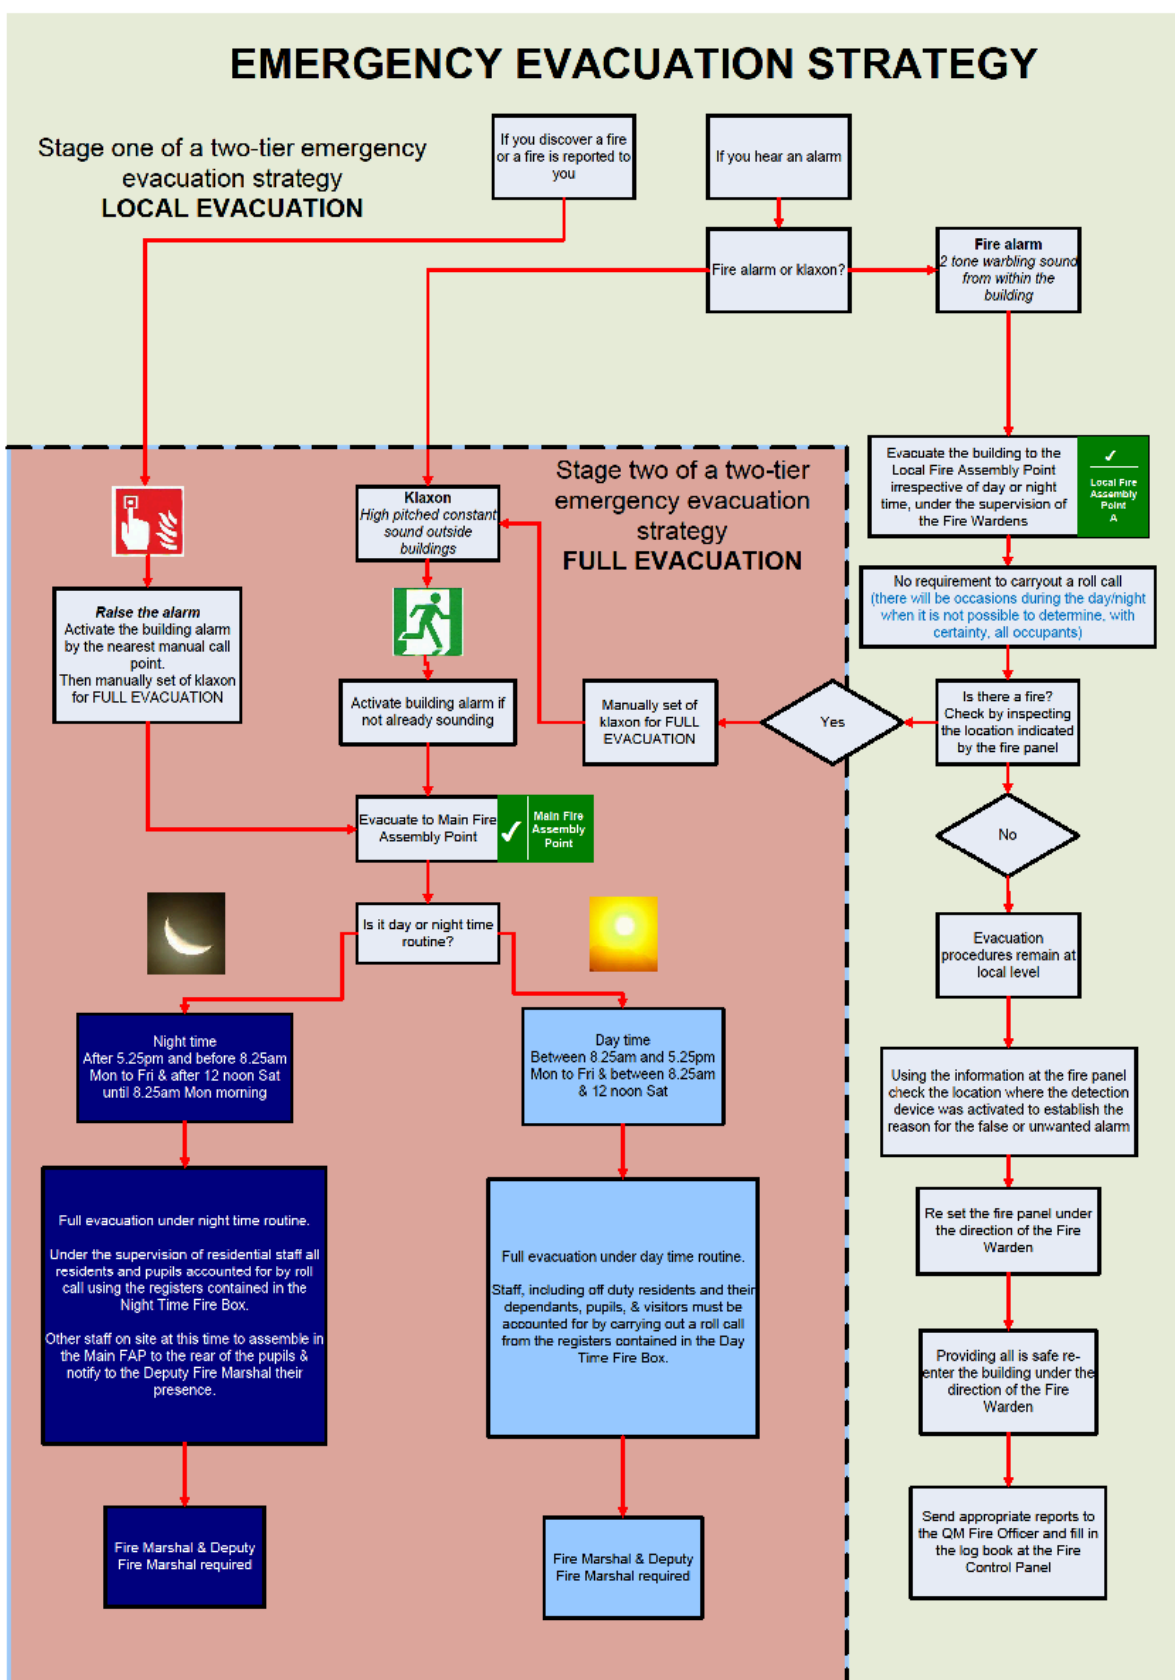 EMERGENCY EVACUATION STRATEGY
Stage one of a two-tier emergency
evacuation strategy
LOCAL EVACUATION
If you discover a fire
or a fire is reported to
you
If you hear an alarm
Fire alarm or klaxon?
Fire alarm
2 tone warbling sound
from within the
building
Evacuate the building to the
Local Fire Assembly Point
irrespective of day or night
time, under the supervision of
the Fire Wardens
Local Fire
Assembly
Point
A
No requirement to carryout a roll call
(there will be occasions during the day/night
when it is not possible to determine, with
certainty, all occupants)
Is there a fire?
Check by inspecting
the location indicated
by the fire panel
Yes
No
Evacuation
procedures remain at
local level
Using the information at the fire panel
check the location where the detection
device was activated to establish the
reason for the false or unwanted alarm
Re set the fire panel under
the direction of the Fire
Warden
Providing all is safe re-
enter the building under the
direction of the Fire
Warden
Send appropriate reports to
the QM Fire Officer and fill in
the log book at the Fire
Control Panel
Stage two of a two-tier
emergency evacuation
strategy
FULL EVACUATION
Klaxon
High pitched constant
sound outside
buildings
Raise the alarm
Activate the building alarm
by the nearest manual call
point.
Then manually set of klaxon
for FULL EVACUATION
Activate building alarm if
not already sounding
Manually set of
klaxon for FULL
EVACUATION
Evacuate to Main Fire
Assembly Point
Main Fire
Assembly
Point
Is it day or night time
routine?
Night time
After 5.25pm and before 8.25am
Mon to Fri & after 12 noon Sat
until 8.25am Mon morning
Day time
Between 8.25am and 5.25pm
Mon to Fri & between 8.25am
& 12 noon Sat
Full evacuation under night time routine.
Under the supervision of residential staff all
residents and pupils accounted for by roll
call using the registers contained in the
Night Time Fire Box.
Other staff on site at this time to assemble in
the Main FAP to the rear of the pupils &
notify to the Deputy Fire Marshal their
presence.
Full evacuation under day time routine.
Staff, including off duty residents and their
dependants, pupils, & visitors must be
accounted for by carrying out a roll call
from the registers contained in the Day
Time Fire Box.
Fire Marshal & Deputy
Fire Marshal required
Fire Marshal & Deputy
Fire Marshal required